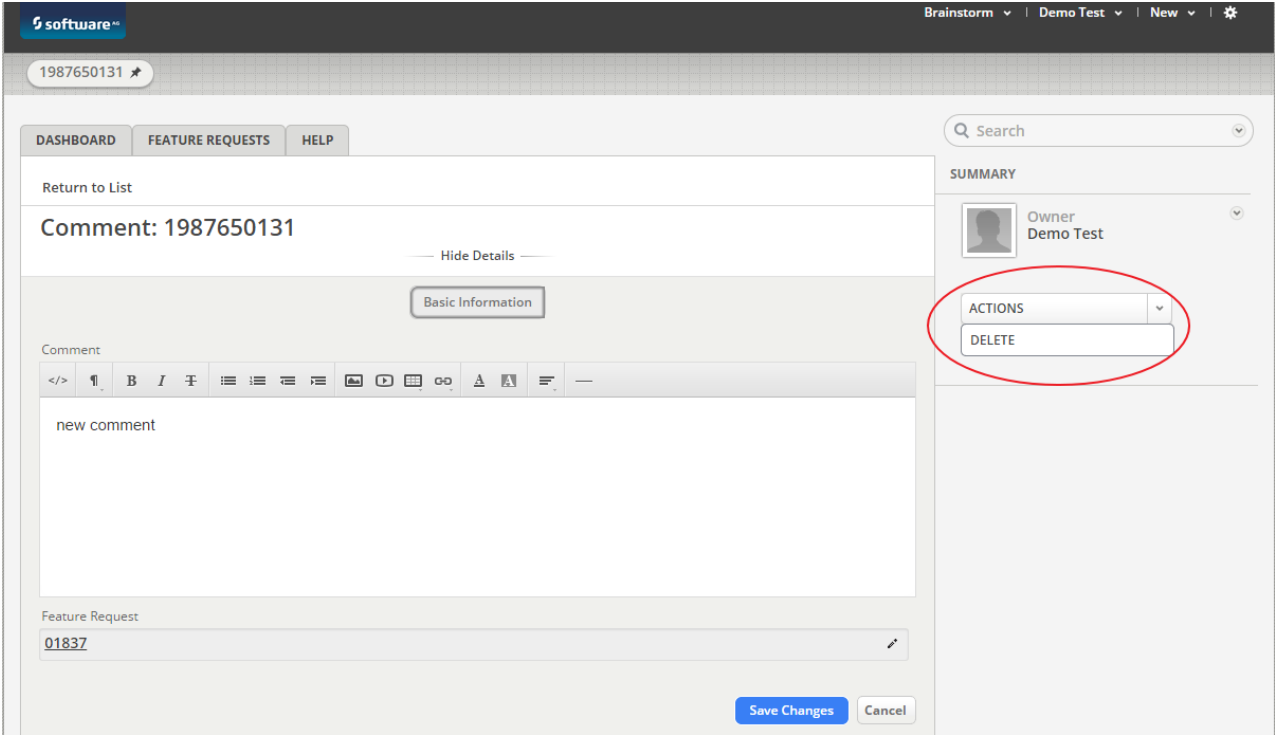 software AG
Brainstorm
Demo Test
New
1987650131
DASHBOARD
FEATURE REQUESTS
HELP
Search
Return to List
SUMMARY
Comment: 1987650131
Owner
Demo Test
Hide Details
Basic Information
ACTIONS
DELETE
Comment
</> ¶ B I T A A
new comment
Feature Request
01837
Save Changes
Cancel